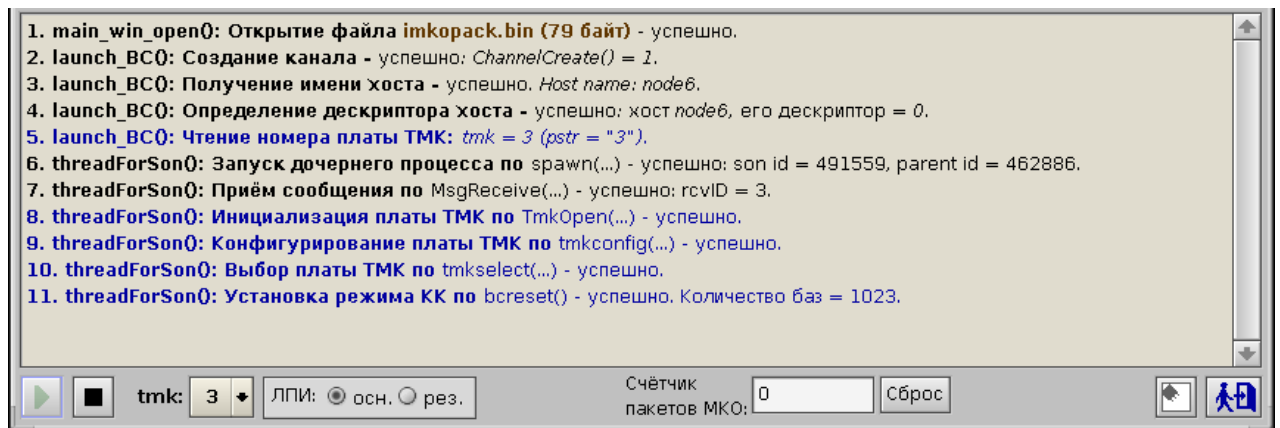 1. main_win_open(): Открытие файла imkopack.bin (79 байт) - успешно.
2. launch_BC(): Создание канала - успешно: ChannelCreate() = 1.
3. launch_BC(): Получение имени хоста - успешно. Host name: node6.
4. launch_BC(): Определение дескриптора хоста - успешно: хост node6, его дескриптор = 0.
5. launch_BC(): Чтение номера платы ТМК: tmk = 3 (pstr = "3").
6. threadForSon(): Запуск дочернего процесса по spawn(...) - успешно: son id = 491559, parent id = 462886.
7. threadForSon(): Приём сообщения по MsgReceive(...) - успешно: rcvID = 3.
8. threadForSon(): Инициализация платы ТМК по TmkOpen(...) - успешно.
9. threadForSon(): Конфигурирование платы ТМК по tmkconfig(...) - успешно.
10. threadForSon(): Выбор платы ТМК по tmkselect(...) - успешно.
11. threadForSon(): Установка режима КК по bcreset() - успешно. Количество баз = 1023.
tmk: 3 ЛПИ: осн. рез.
Счётчик
пакетов МКО: 0 Сброс